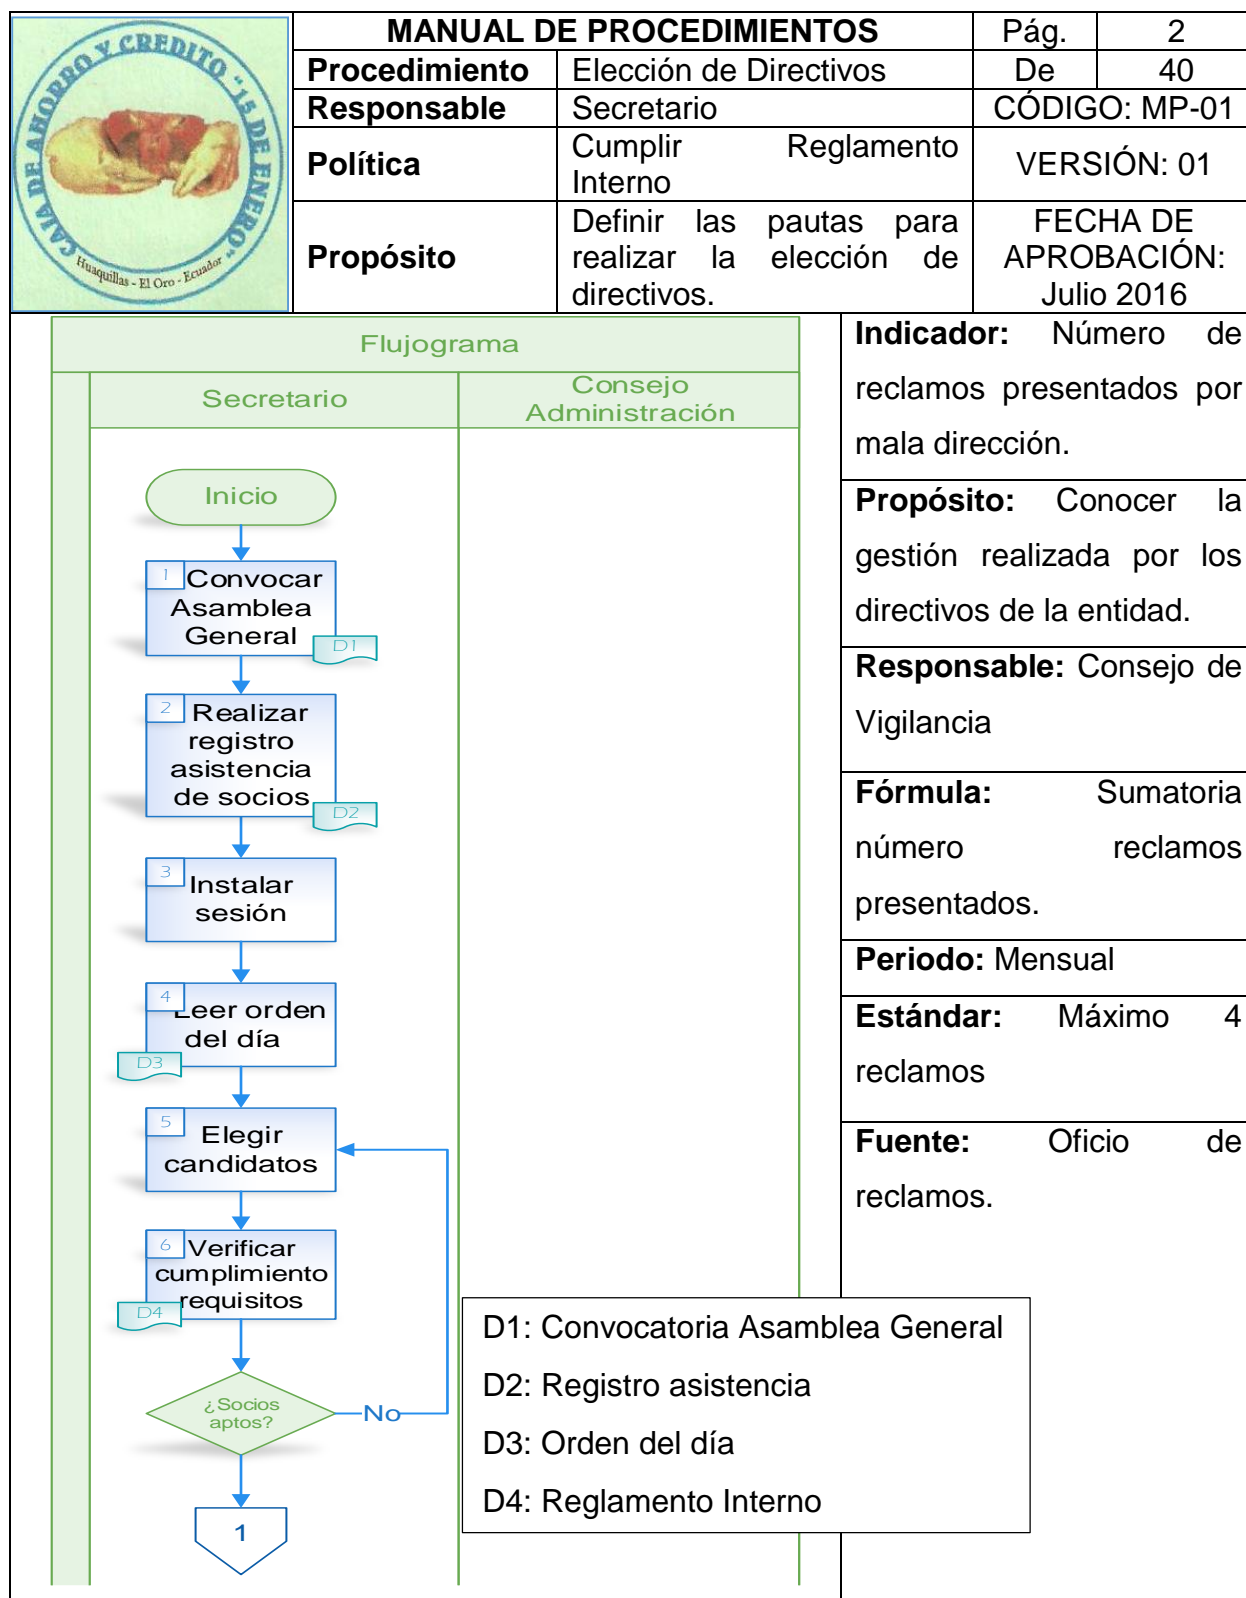 CAJA DE AHORRO Y CREDITO "15 DE ENERO"
Huaquillas - El Oro - Ecuador
MANUAL DE PROCEDIMIENTOS
Pág.
2
Procedimiento
Elección de Directivos
De
40
Responsable
Secretario
CÓDIGO: MP-01
Política
Cumplir Reglamento
Interno
VERSIÓN: 01
Propósito
Definir las pautas para
realizar la elección de
directivos.
FECHA DE
APROBACIÓN:
Julio 2016
Flujograma
Secretario
Consejo
Administración
Inicio
1
Convocar
Asamblea
General
D1
2
Realizar
registro
asistencia
de socios
D2
3
Instalar
sesión
4
Leer orden
del día
D3
5
Elegir
candidatos
6
Verificar
cumplimiento
requisitos
D4
¿Socios
aptos?
No
1
D1: Convocatoria Asamblea General
D2: Registro asistencia
D3: Orden del día
D4: Reglamento Interno
Indicador: Número de
reclamos presentados por
mala dirección.
Propósito: Conocer la
gestión realizada por los
directivos de la entidad.
Responsable: Consejo de
Vigilancia
Fórmula: Sumatoria
número reclamos
presentados.
Periodo: Mensual
Estándar: Máximo 4
reclamos
Fuente: Oficio de
reclamos.